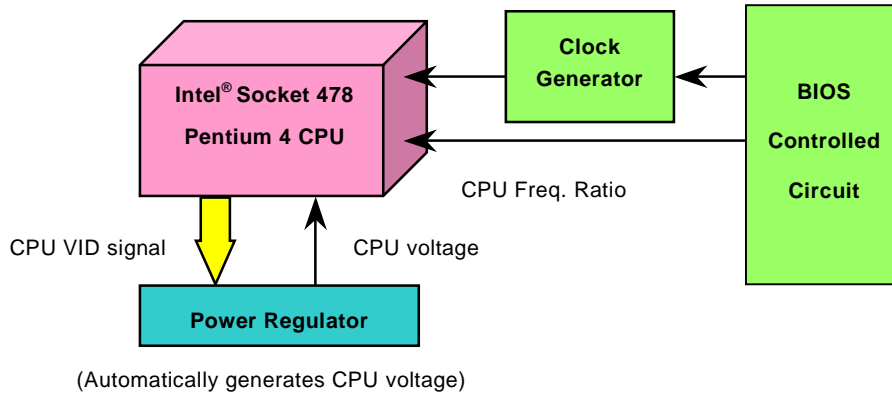 Intel® Socket 478
Pentium 4 CPU
Clock
Generator
BIOS
Controlled
Circuit
CPU Freq. Ratio
CPU VID signal
CPU voltage
Power Regulator
(Automatically generates CPU voltage)